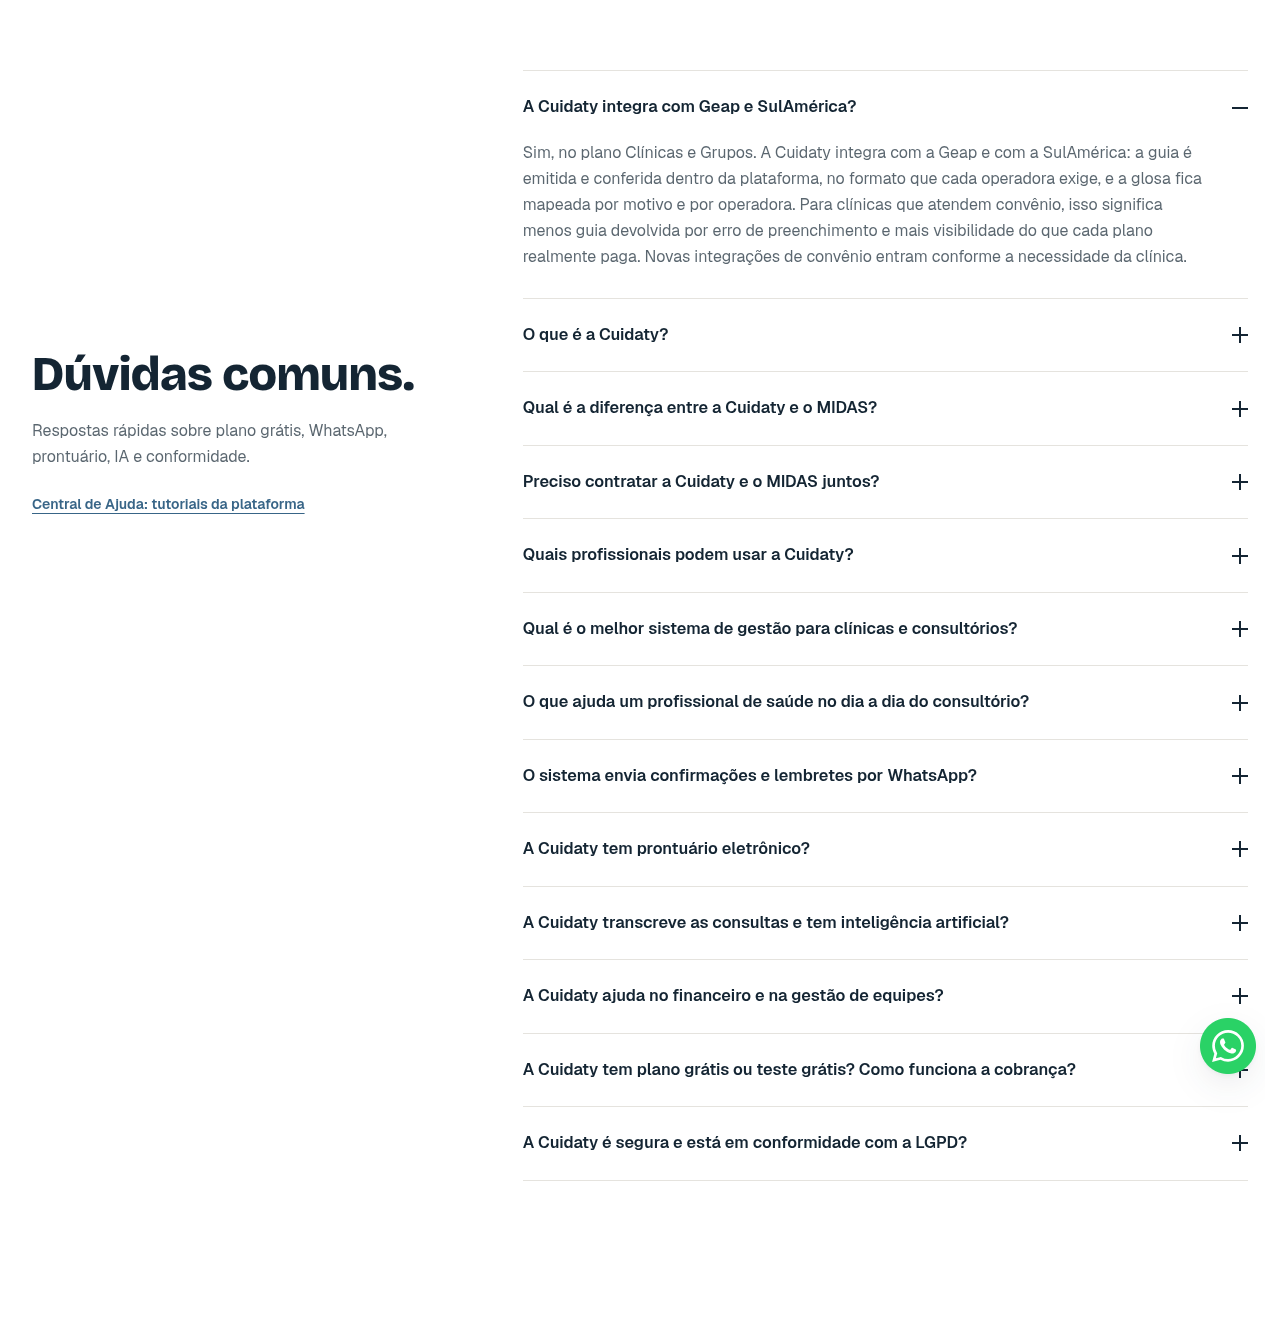 Dúvidas comuns.
Respostas rápidas sobre plano grátis, WhatsApp,
prontuário, IA e conformidade.
Central de Ajuda: tutoriais da plataforma
A Cuidaty integra com Geap e SulAmérica?
Sim, no plano Clínicas e Grupos. A Cuidaty integra com a Geap e com a SulAmérica: a guia é
emitida e conferida dentro da plataforma, no formato que cada operadora exige, e a glosa fica
mapeada por motivo e por operadora. Para clínicas que atendem convênio, isso significa
menos guia devolvida por erro de preenchimento e mais visibilidade do que cada plano
realmente paga. Novas integrações de convênio entram conforme a necessidade da clínica.
O que é a Cuidaty?
Qual é a diferença entre a Cuidaty e o MIDAS?
Preciso contratar a Cuidaty e o MIDAS juntos?
Quais profissionais podem usar a Cuidaty?
Qual é o melhor sistema de gestão para clínicas e consultórios?
O que ajuda um profissional de saúde no dia a dia do consultório?
O sistema envia confirmações e lembretes por WhatsApp?
A Cuidaty tem prontuário eletrônico?
A Cuidaty transcreve as consultas e tem inteligência artificial?
A Cuidaty ajuda no financeiro e na gestão de equipes?
A Cuidaty tem plano grátis ou teste grátis? Como funciona a cobrança?
A Cuidaty é segura e está em conformidade com a LGPD?